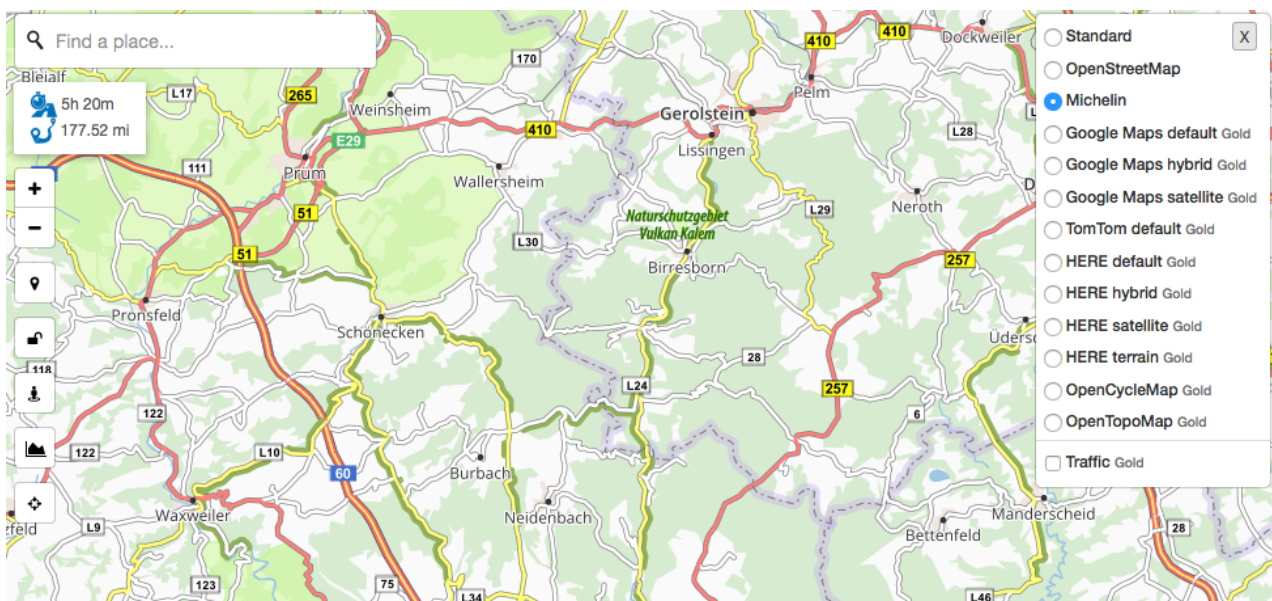 Find a place...
5h 20m
177.52 mi
Standard
X
OpenStreetMap
Michelin
Google Maps default Gold
Google Maps hybrid Gold
Google Maps satellite Gold
TomTom default Gold
HERE default Gold
HERE hybrid Gold
HERE satellite Gold
HERE terrain Gold
OpenCycleMap Gold
OpenTopoMap Gold
Traffic Gold
410
410
Dockweiler
170
Bleialf
L17
265
Weinsheim
Pelm
Gerolstein
410
L28
E29
Lissingen
111
Prüm
Wallersheim
Neroth
51
L29
Naturschutzgebiet
Vulkan Kalem
L30
51
257
Birresborn
Pronsfeld
Schönecken
28
118
L24
257
122
6
122
L10
60
Burbach
Waxweiler
Neidenbach
Manderscheid
L9
Bettenfeld
28
123
75
L34
L46